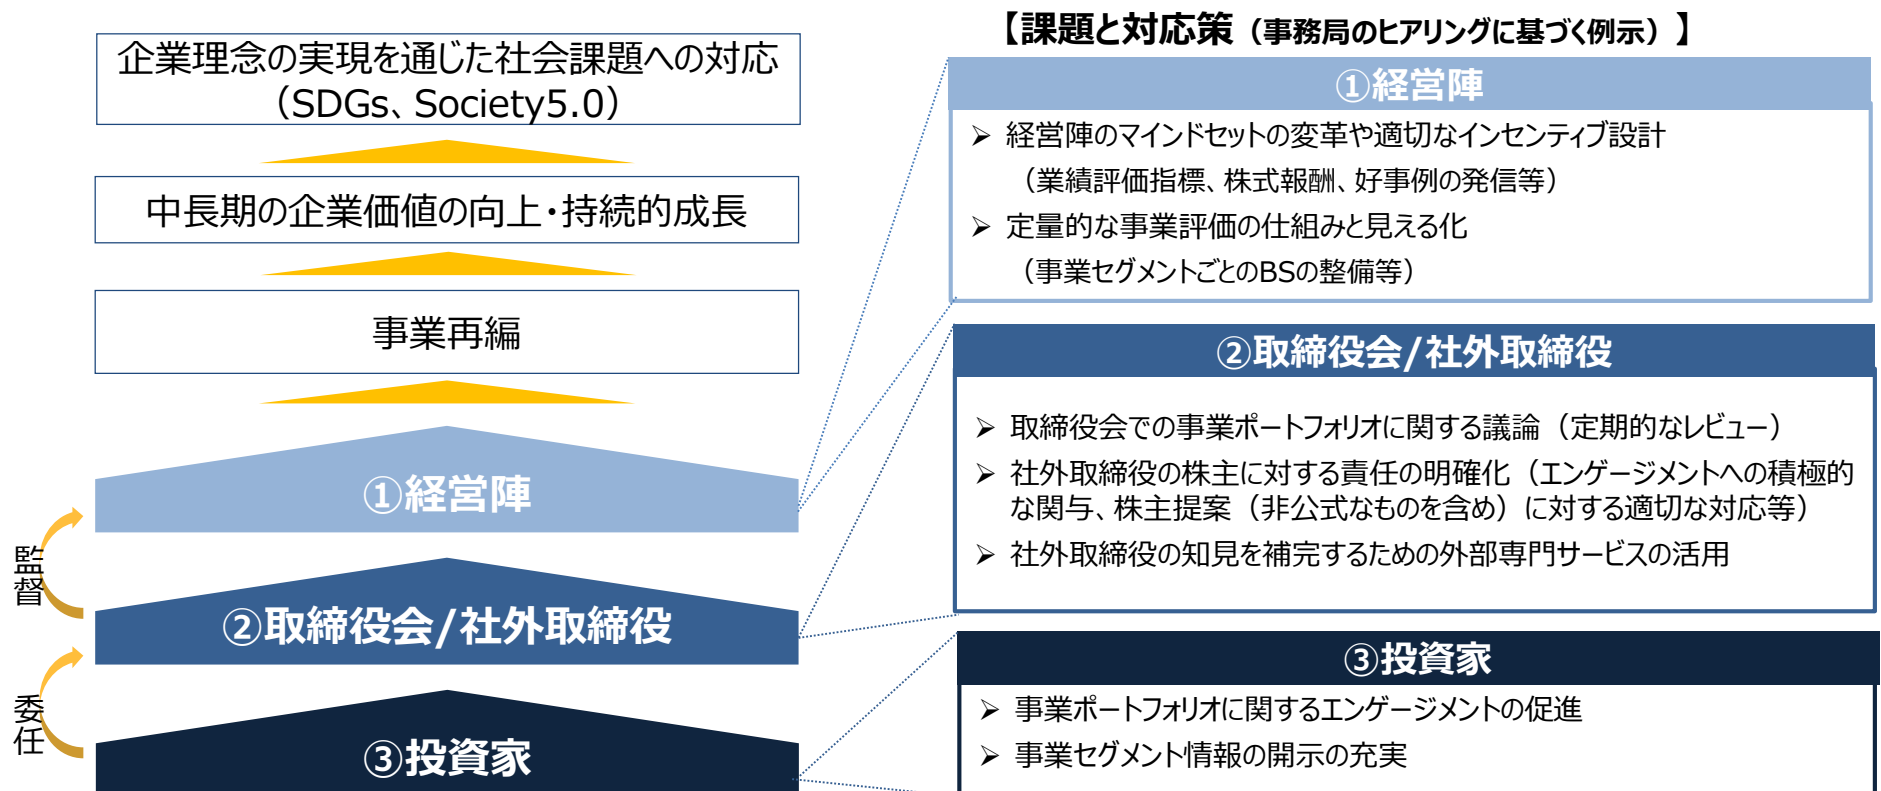 企業理念の実現を通じた社会課題への対応
（SDGs、Society5.0）
中長期の企業価値の向上・持続的成長
事業再編
①経営陣
監督
②取締役会/社外取締役
委任
③投資家
【課題と対応策（事務局のヒアリングに基づく例示）】
①経営陣
➢ 経営陣のマインドセットの変革や適切なインセンティブ設計
（業績評価指標、株式報酬、好事例の発信等）
➢ 定量的な事業評価の仕組みと見える化
（事業セグメントごとのBSの整備等）
②取締役会/社外取締役
➢ 取締役会での事業ポートフォリオに関する議論（定期的なレビュー）
➢ 社外取締役の株主に対する責任の明確化（エンゲージメントへの積極的
な関与、株主提案（非公式なものを含め）に対する適切な対応等）
➢ 社外取締役の知見を補完するための外部専門サービスの活用
③投資家
➢ 事業ポートフォリオに関するエンゲージメントの促進
➢ 事業セグメント情報の開示の充実